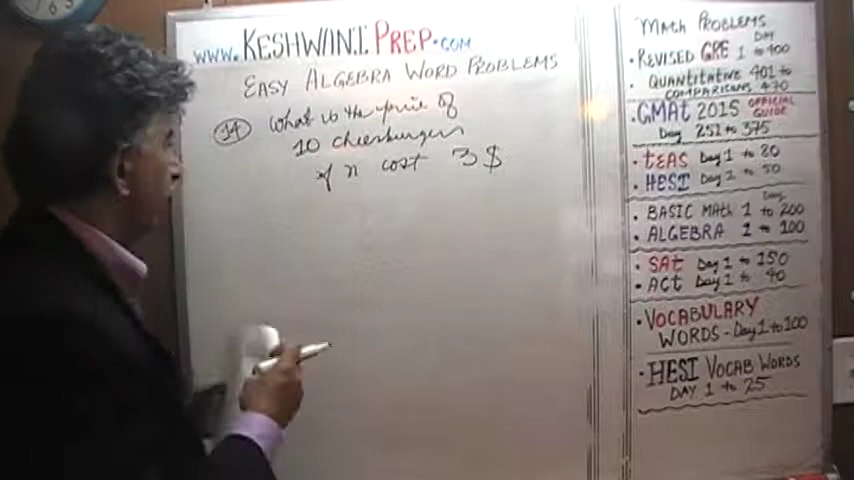 www.KESHWANI PREP.COM
EASY ALGEBRA WORD PROBLEMS
14 What is the price of
10 cheesburgers
if n cost 3 $
MATH PROBLEMS
DAY
• REVISED GRE 1 to 100
• QUANTITATIVE 401 to
COMPARISONS 470
• GMAT 2015 OFFICIAL GUIDE
Day 251 to 375
• TEAS Day 1 to 80
• HESI Day 1 to 50
Day
• BASIC MATH 1 to 200
• ALGEBRA 1 to 100
• SAT Day 1 to 150
• ACT Day 1 to 40
• VOCABULARY
WORDS - Day 1 to 100
• HESI VOCAB WORDS
DAY 1 to 25